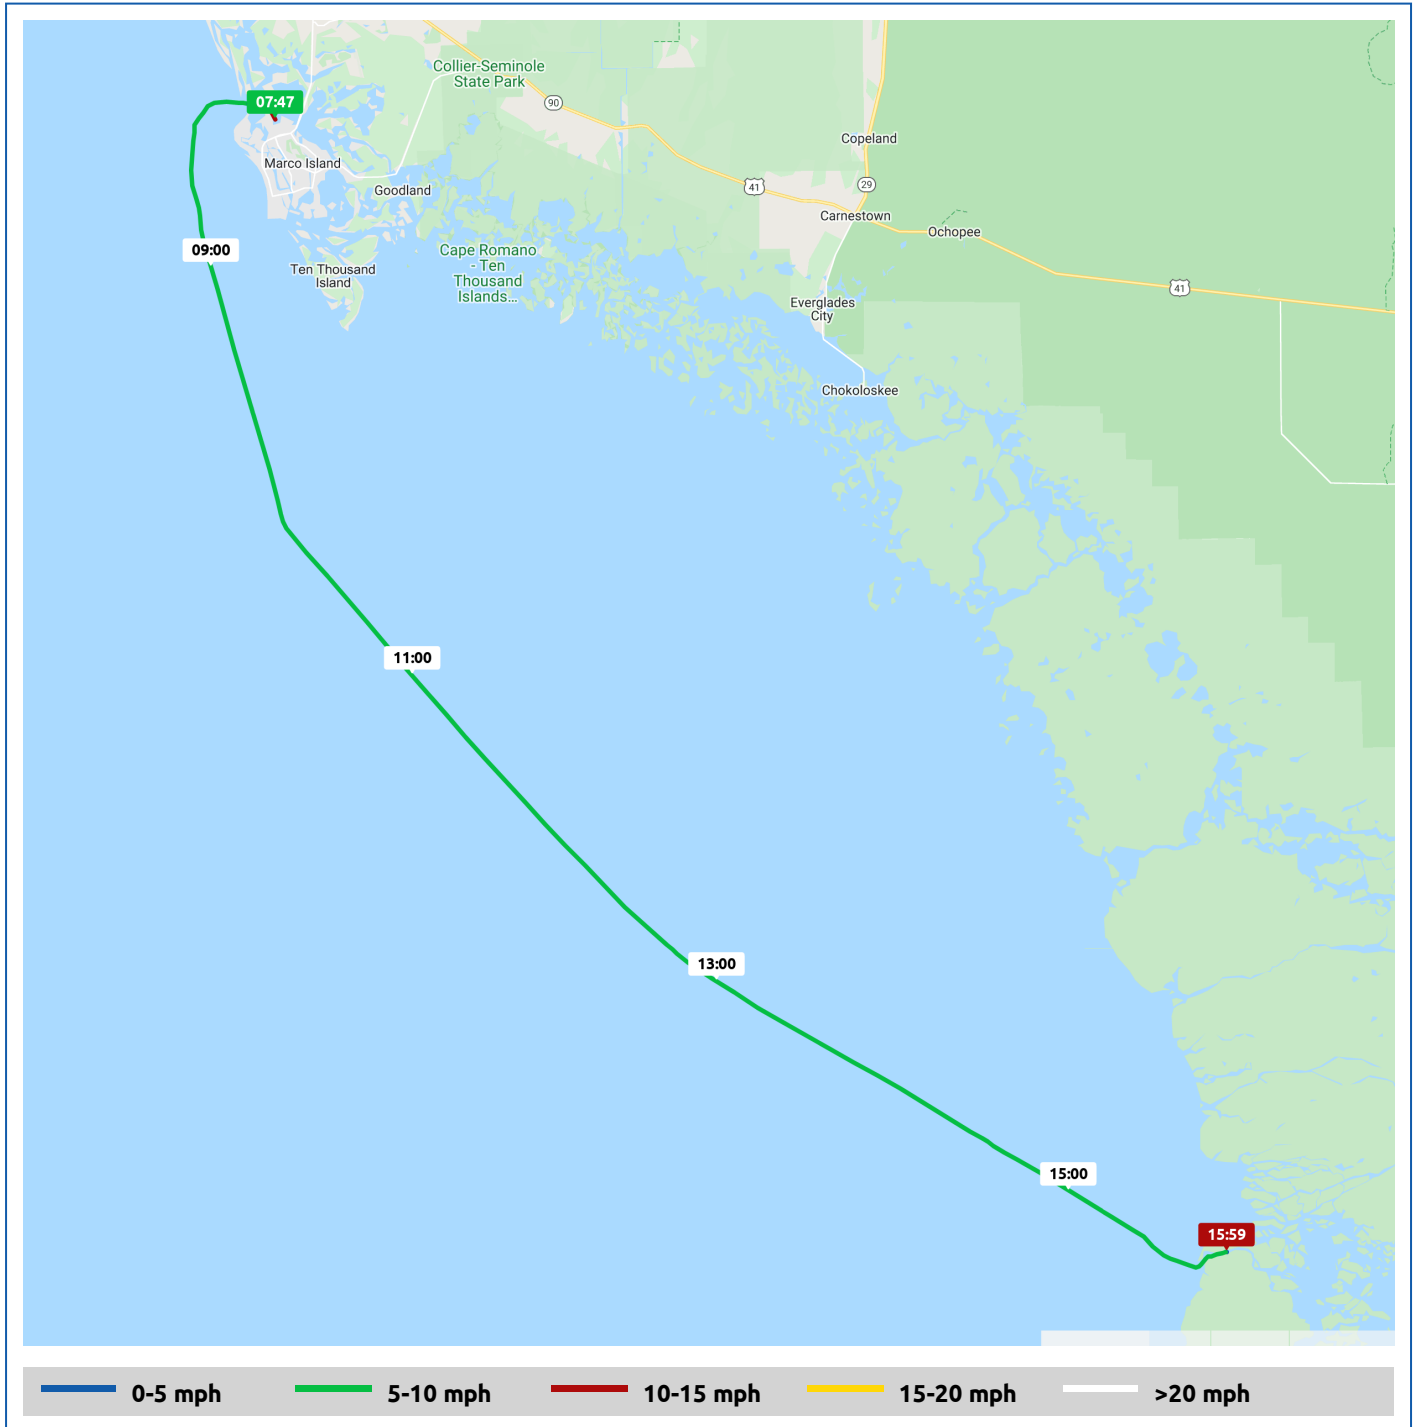 Collier-Seminole
State Park
07:47
90
Copeland
Marco Island
41
29
Goodland
Carnestown
Ochopee
09:00
Cape Romano
- Ten
Thousand
Islands...
Ten Thousand
Island
41
Everglades
City
Chokoloskee
11:00
13:00
15:00
15:59
0-5 mph
5-10 mph
10-15 mph
15-20 mph
>20 mph